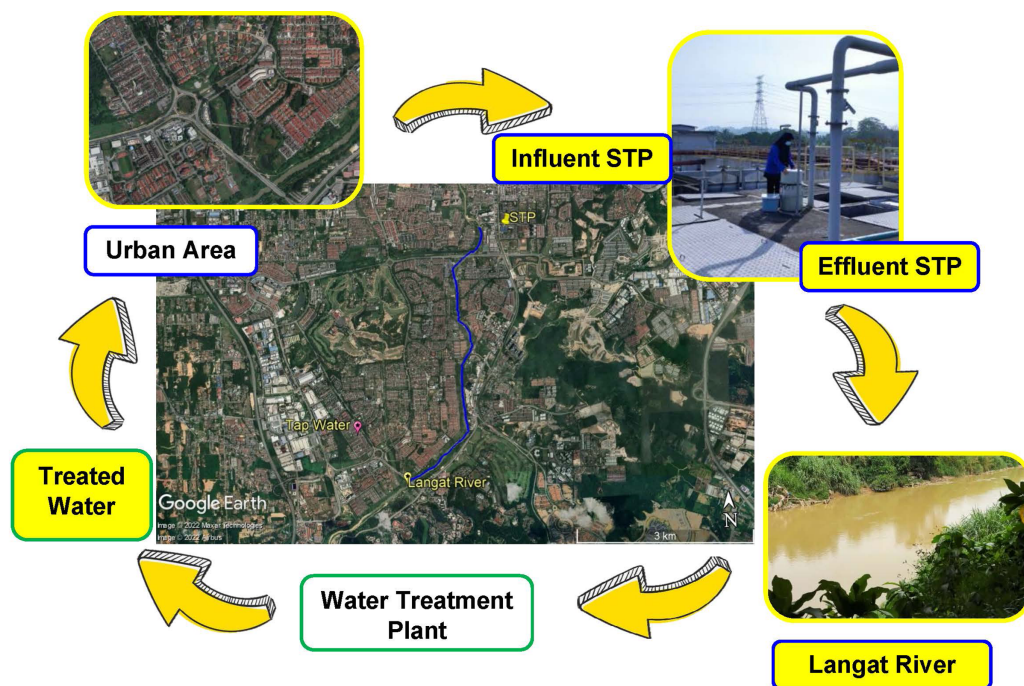 Influent STP
STP
Urban Area
Effluent STP
Tap Water
Treated
Water
Langat River
Google Earth
Image © 2022 Maxar Technologies
Image © 2022 Airbus
N
3 km
Water Treatment
Plant
Langat River